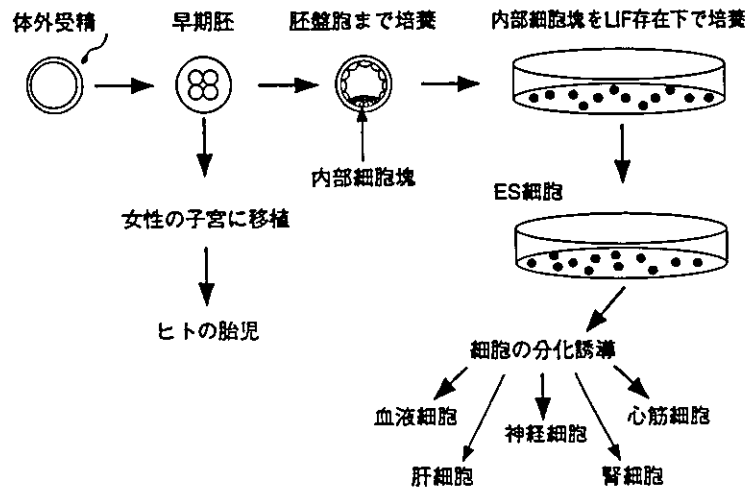 体外受精
早期胚
胚盤胞まで培養
内部細胞塊をLIF存在下で培養
内部細胞塊
ES細胞
女性の子宮に移植
ヒトの胎児
細胞の分化誘導
血液細胞
神経細胞
心筋細胞
肝細胞
腎細胞